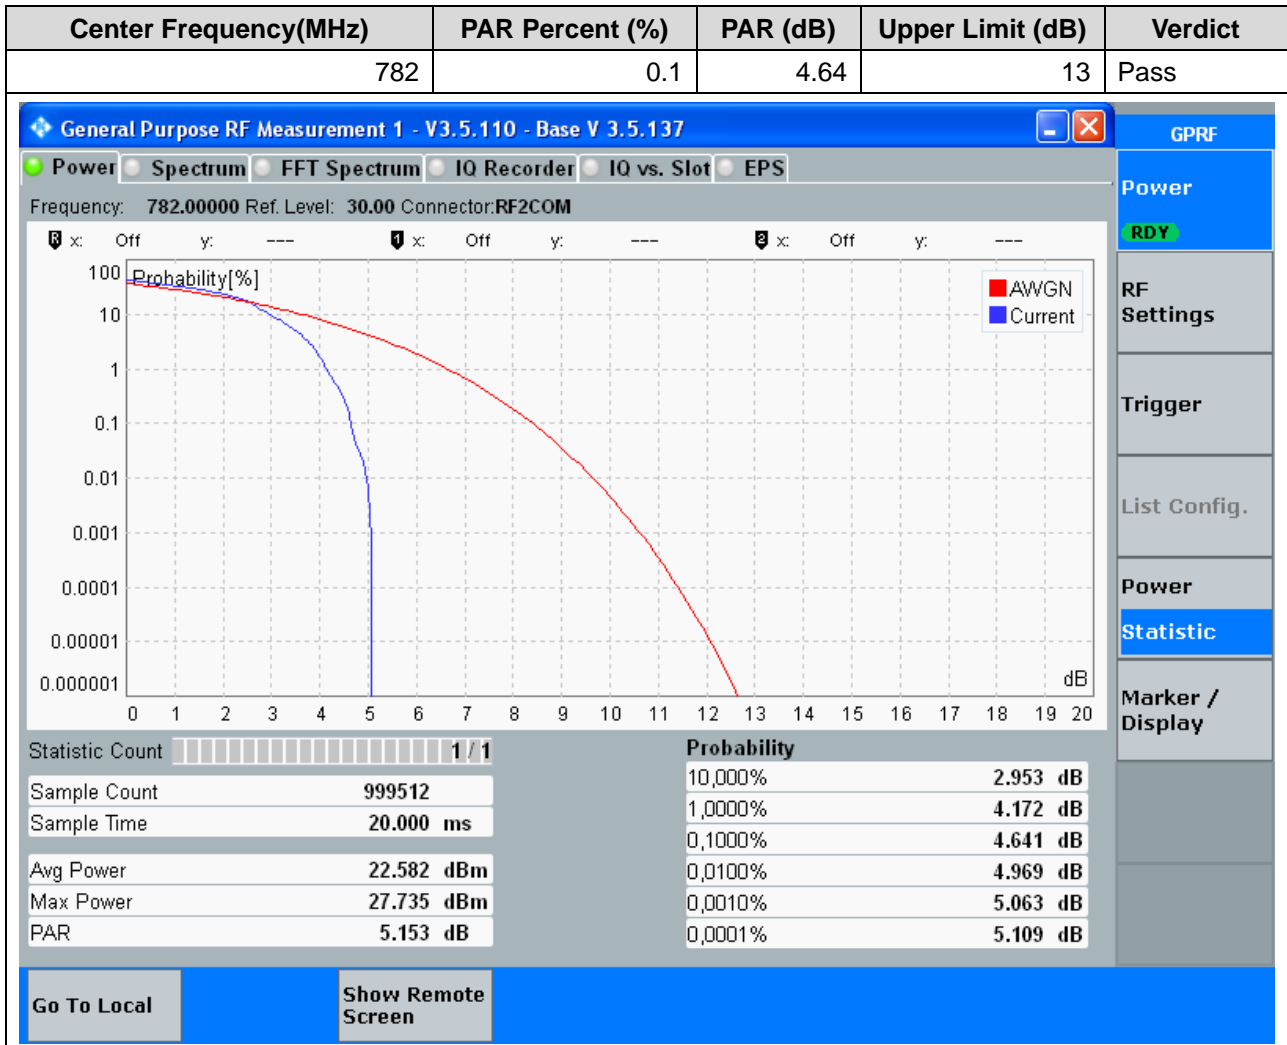 Center Frequency(MHz) PAR Percent (%) PAR (dB) Upper Limit (dB) Verdict
782 0.1 4.64 13 Pass
General Purpose RF Measurement 1 - V3.5.110 - Base V 3.5.137
GPRF
Power Spectrum FFT Spectrum IQ Recorder IQ vs. Slot EPS
Power
RDY
Frequency: 782.00000 Ref. Level: 30.00 Connector:RF2COM
R x: Off y: --- 1 x: Off y: --- 2 x: Off y: ---
Probability[%]
AWGN
Current
100
10
1
0.1
0.01
0.001
0.0001
0.00001
0.000001
dB
0 1 2 3 4 5 6 7 8 9 10 11 12 13 14 15 16 17 18 19 20
RF
Settings
Trigger
List Config.
Power
Statistic
Marker /
Display
Statistic Count 1 / 1
Sample Count 999512
Sample Time 20.000 ms
Avg Power 22.582 dBm
Max Power 27.735 dBm
PAR 5.153 dB
Probability
10,000% 2.953 dB
1,0000% 4.172 dB
0,1000% 4.641 dB
0,0100% 4.969 dB
0,0010% 5.063 dB
0,0001% 5.109 dB
Go To Local
Show Remote
Screen